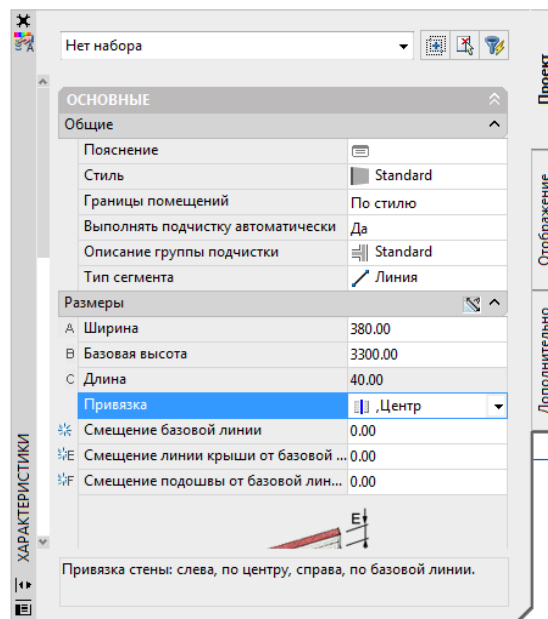 Нет набора
ОСНОВНЫЕ
Общие
Пояснение
Стиль Standard
Границы помещений По стилю
Выполнять подчистку автоматически Да
Описание группы подчистки Standard
Тип сегмента Линия
Размеры
A Ширина 380.00
B Базовая высота 3300.00
C Длина 40.00
Привязка ,Центр
Смещение базовой линии 0.00
E Смещение линии крыши от базовой ... 0.00
F Смещение подошвы от базовой лин... 0.00
E
Привязка стены: слева, по центру, справа, по базовой линии.
ХАРАКТЕРИСТИКИ
Проект
Отображение
Дополнительно